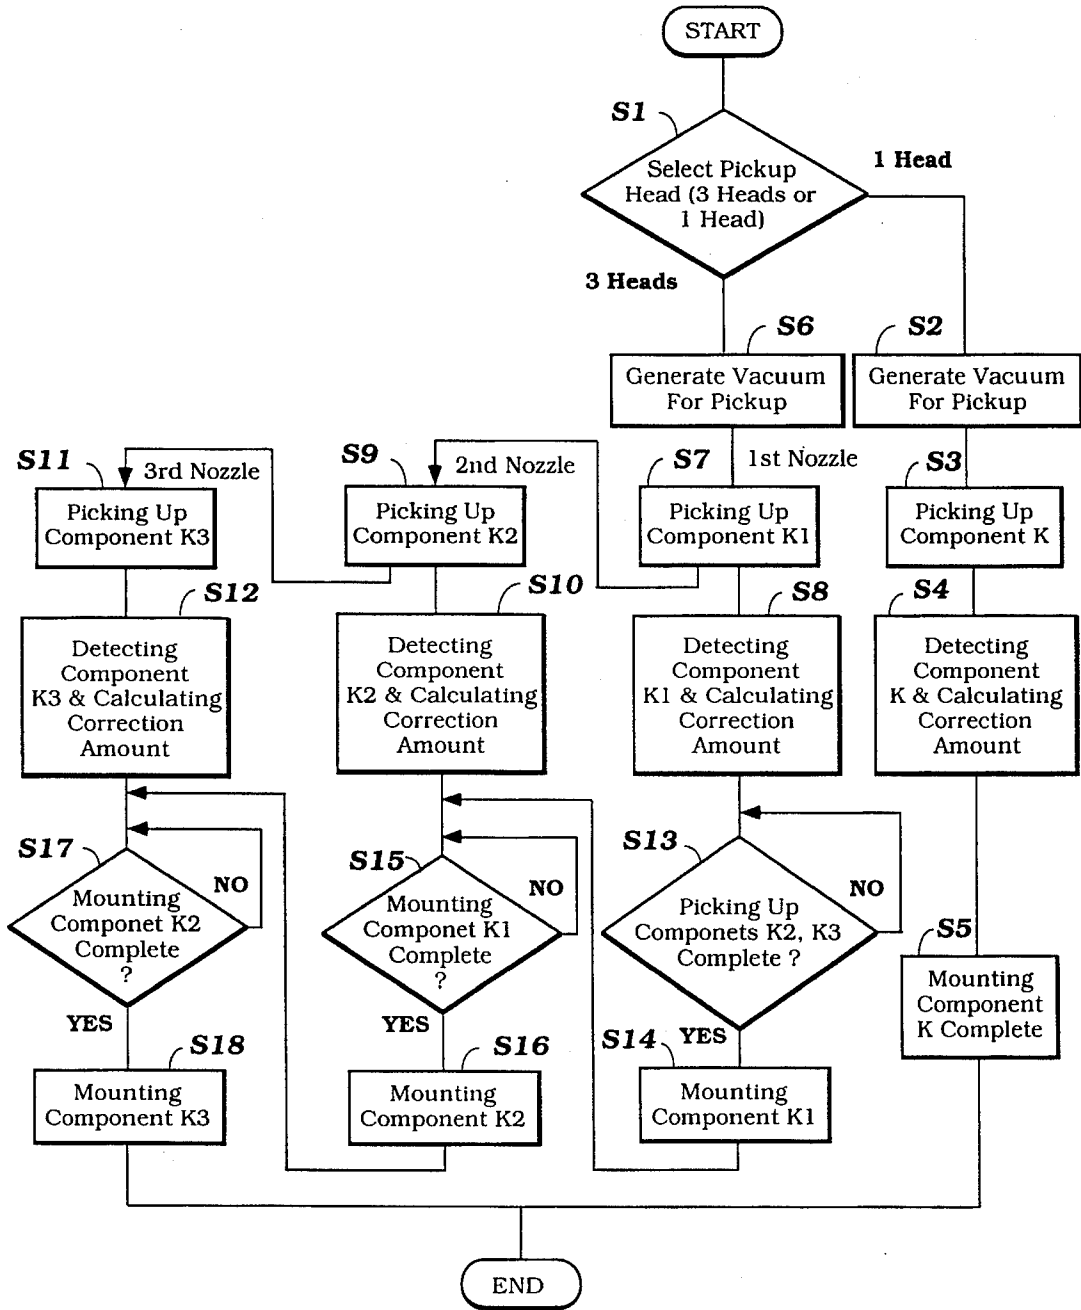 START
S1
Select Pickup
Head (3 Heads or
1 Head)
1 Head
3 Heads
S6
Generate Vacuum
For Pickup
S2
Generate Vacuum
For Pickup
S11
3rd Nozzle
Picking Up
Component K3
S9
2nd Nozzle
Picking Up
Component K2
S7
1st Nozzle
Picking Up
Component K1
S3
Picking Up
Component K
S12
Detecting
Component
K3 & Calculating
Correction
Amount
S10
Detecting
Component
K2 & Calculating
Correction
Amount
S8
Detecting
Component
K1 & Calculating
Correction
Amount
S4
Detecting
Component
K & Calculating
Correction
Amount
S17
Mounting
Componet K2
Complete
?
NO
YES
S15
Mounting
Componet K1
Complete
?
NO
YES
S13
Picking Up
Componets K2, K3
Complete ?
NO
YES
S5
Mounting
Component
K Complete
S18
Mounting
Component K3
S16
Mounting
Component K2
S14
Mounting
Component K1
END